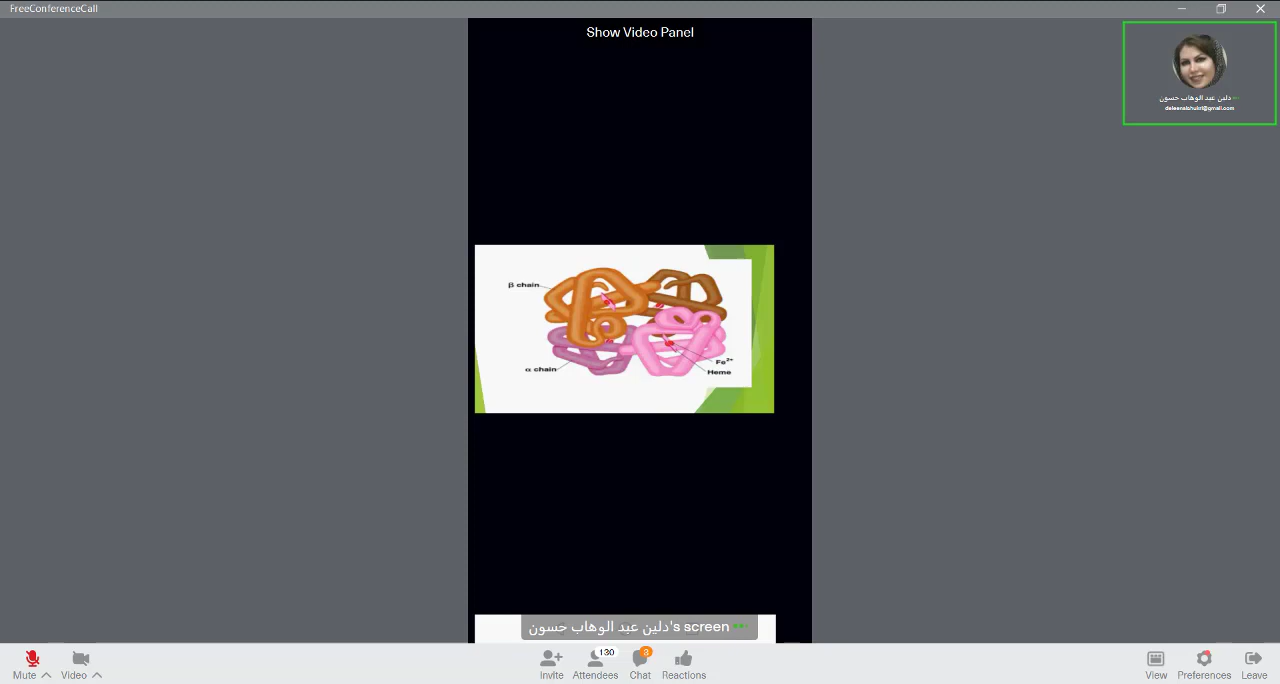 FreeConferenceCall
Show Video Panel
دلين عبد الوهاب حسون
deleenalshukri@gmail.com
β chain
α chain
Fe²⁺
Heme
دلين عبد الوهاب حسون's screen
Mute
Video
Invite
130
Attendees
3
Chat
Reactions
View
Preferences
Leave